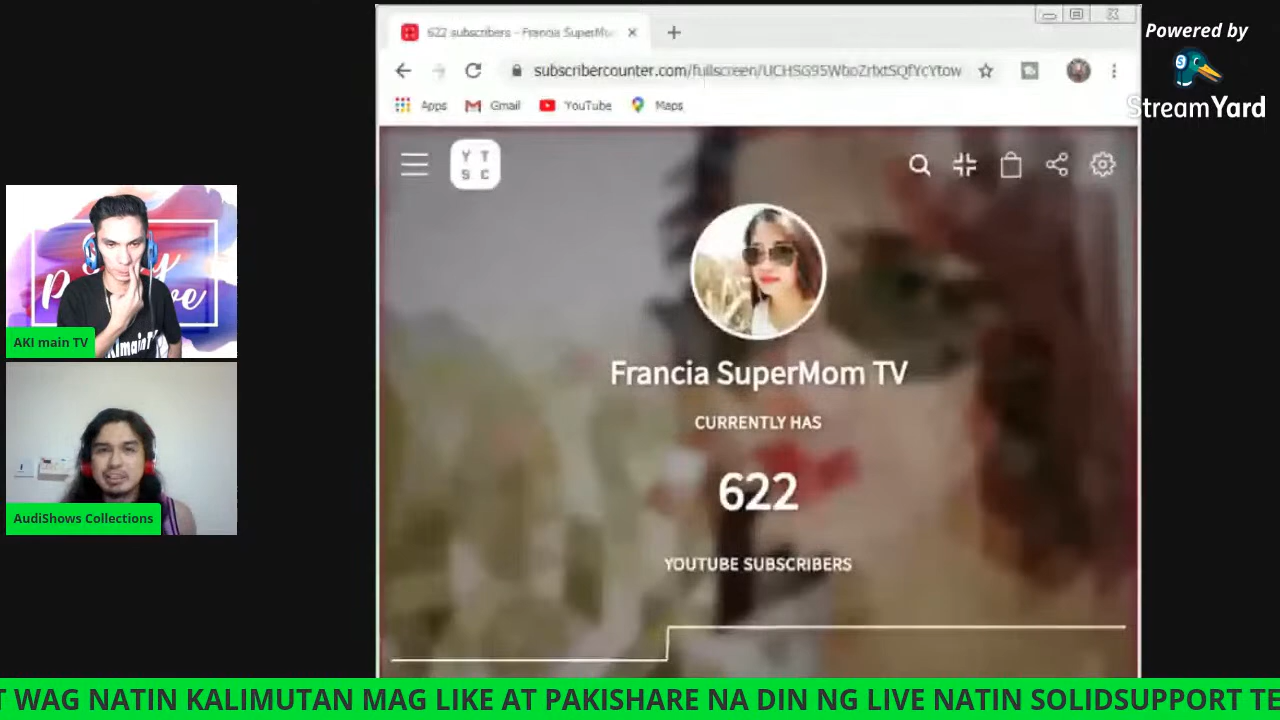 622 subscribers - Francia SuperMo
subscribercounter.com/fullscreen/UCHSG95WboZrlxtSQfYcYtow
Apps Gmail YouTube Maps
Powered by
StreamYard
Y T
S C
Francia SuperMom TV
CURRENTLY HAS
622
YOUTUBE SUBSCRIBERS
AKI main TV
AudiShows Collections
T WAG NATIN KALIMUTAN MAG LIKE AT PAKISHARE NA DIN NG LIVE NATIN SOLIDSUPPORT TE